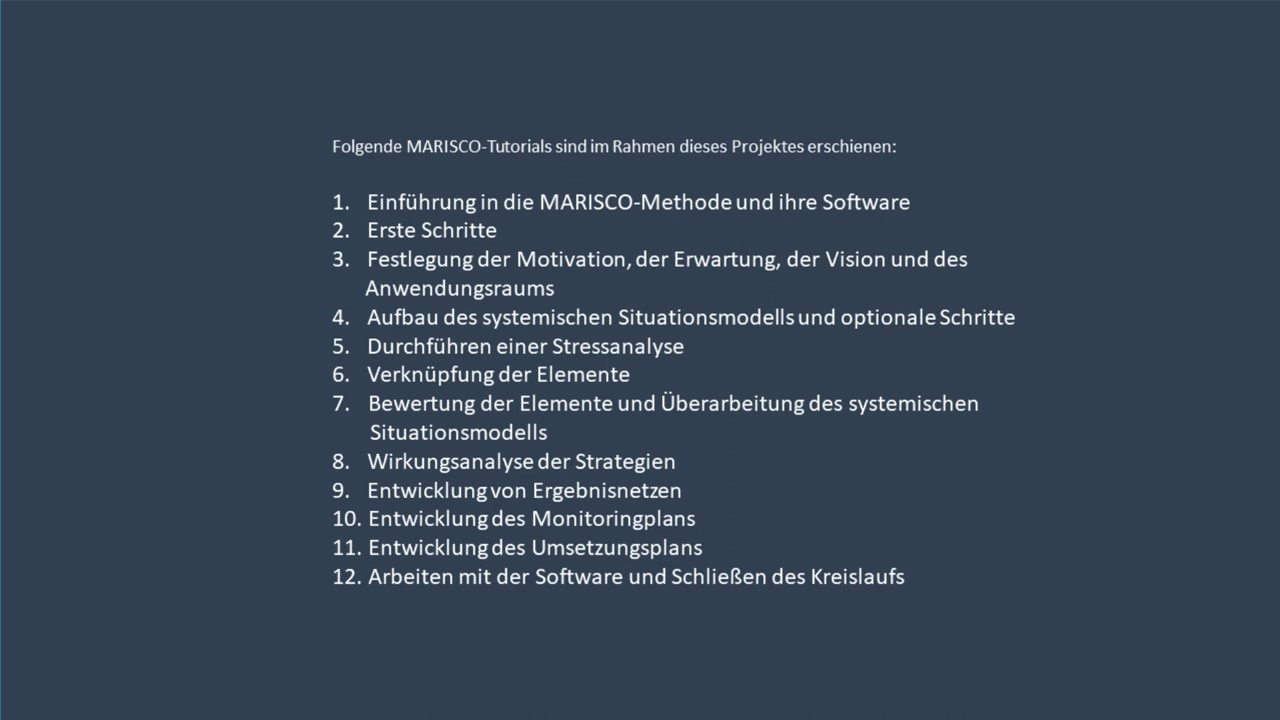 Folgende MARISCO-Tutorials sind im Rahmen dieses Projektes erschienen:
1. Einführung in die MARISCO-Methode und ihre Software
2. Erste Schritte
3. Festlegung der Motivation, der Erwartung, der Vision und des
Anwendungsraums
4. Aufbau des systemischen Situationsmodells und optionale Schritte
5. Durchführen einer Stressanalyse
6. Verknüpfung der Elemente
7. Bewertung der Elemente und Überarbeitung des systemischen
Situationsmodells
8. Wirkungsanalyse der Strategien
9. Entwicklung von Ergebnisnetzen
10. Entwicklung des Monitoringplans
11. Entwicklung des Umsetzungsplans
12. Arbeiten mit der Software und Schließen des Kreislaufs